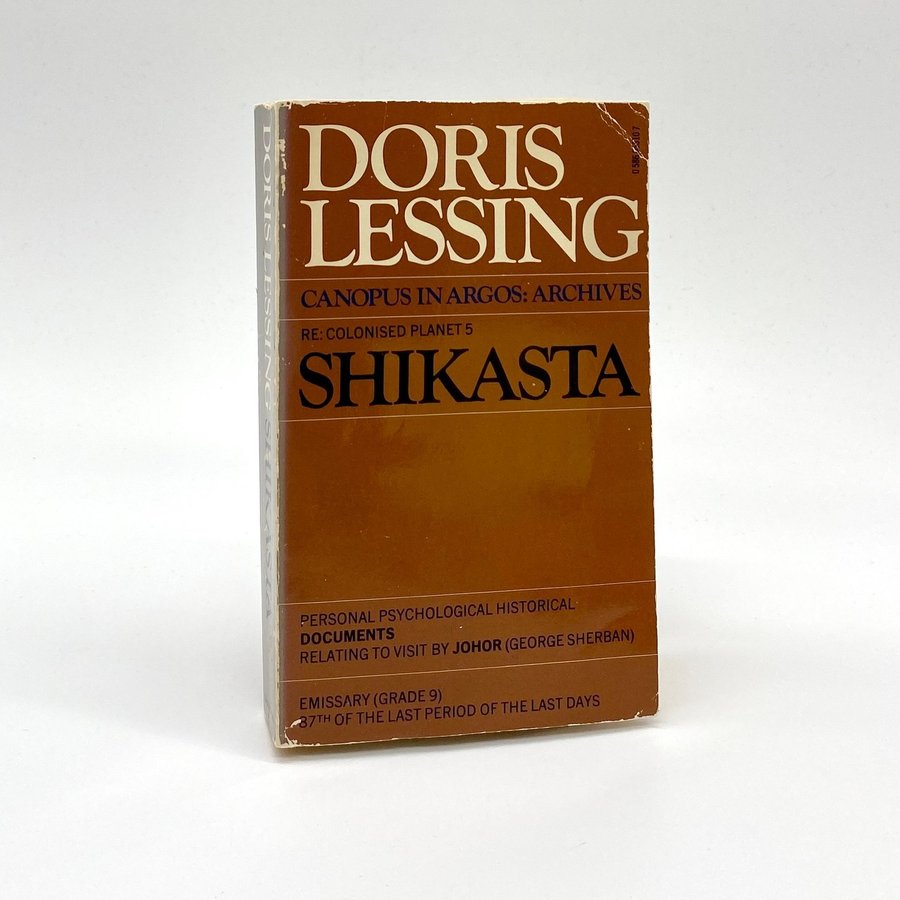 DORIS
LESSING
CANOPUS IN ARGOS: ARCHIVES
RE: COLONISED PLANET 5
SHIKASTA
PERSONAL PSYCHOLOGICAL HISTORICAL
DOCUMENTS
RELATING TO VISIT BY JOHOR (GEORGE SHERBAN)
EMISSARY (GRADE 9)
87TH OF THE LAST PERIOD OF THE LAST DAYS
DORIS LESSING SHIKASTA